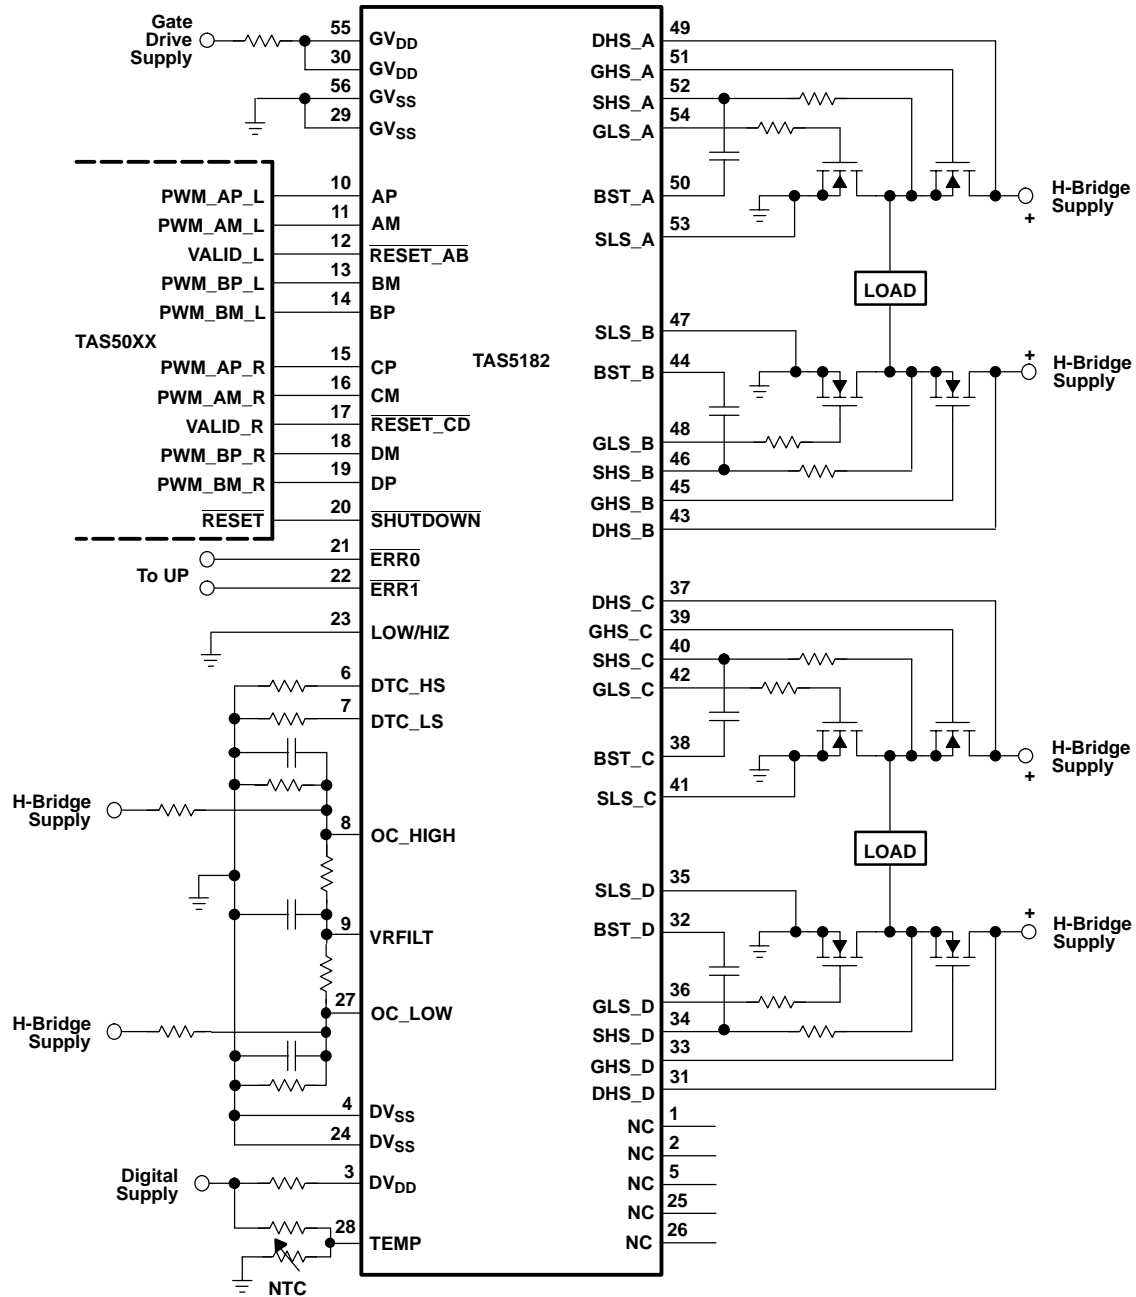 Gate
Drive
Supply
55
GVDD
30
GVDD
56
GVSS
29
GVSS
PWM_AP_L
10
AP
PWM_AM_L
11
AM
VALID_L
12
RESET_AB
PWM_BP_L
13
BM
PWM_BM_L
14
BP
TAS50XX
PWM_AP_R
15
CP
PWM_AM_R
16
CM
VALID_R
17
RESET_CD
PWM_BP_R
18
DM
PWM_BM_R
19
DP
RESET
20
SHUTDOWN
To UP
21
ERR0
22
ERR1
23
LOW/HIZ
6
DTC_HS
7
DTC_LS
H-Bridge
Supply
8
OC_HIGH
9
VRFILT
H-Bridge
Supply
27
OC_LOW
4
DVSS
24
DVSS
Digital
Supply
3
DVDD
28
TEMP
NTC
TAS5182
DHS_A
49
GHS_A
51
SHS_A
52
GLS_A
54
BST_A
50
SLS_A
53
H-Bridge
Supply
+
LOAD
SLS_B
47
BST_B
44
GLS_B
48
SHS_B
46
GHS_B
45
DHS_B
43
+
H-Bridge
Supply
DHS_C
37
GHS_C
39
SHS_C
40
GLS_C
42
BST_C
38
SLS_C
41
H-Bridge
Supply
+
LOAD
SLS_D
35
BST_D
32
GLS_D
36
SHS_D
34
GHS_D
33
DHS_D
31
+
H-Bridge
Supply
NC
1
NC
2
NC
5
NC
25
NC
26